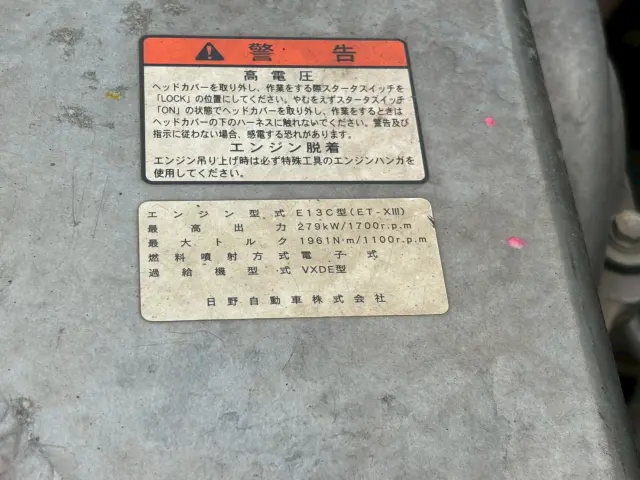 警告
高電圧
ヘッドカバーを取り外し、作業をする際スタータスイッチを
「LOCK」の位置にしてください。やむをえずスタータスイッチ
「ON」の状態でヘッドカバーを取り外し、作業をするときは
ヘッドカバーの下のハーネスに触れないでください。警告及び
指示に従わない場合、感電する恐れがあります。
エンジン脱着
エンジン吊り上げ時は必ず特殊工具のエンジンハンガを
使用してください。
エンジン型式 E13C型(ET-XIII)
最高出力 279kW/1700r.p.m
最大トルク 1961N·m/1100r.p.m
燃料噴射方式 電子式
過給機型式 VXDE型
日野自動車株式会社